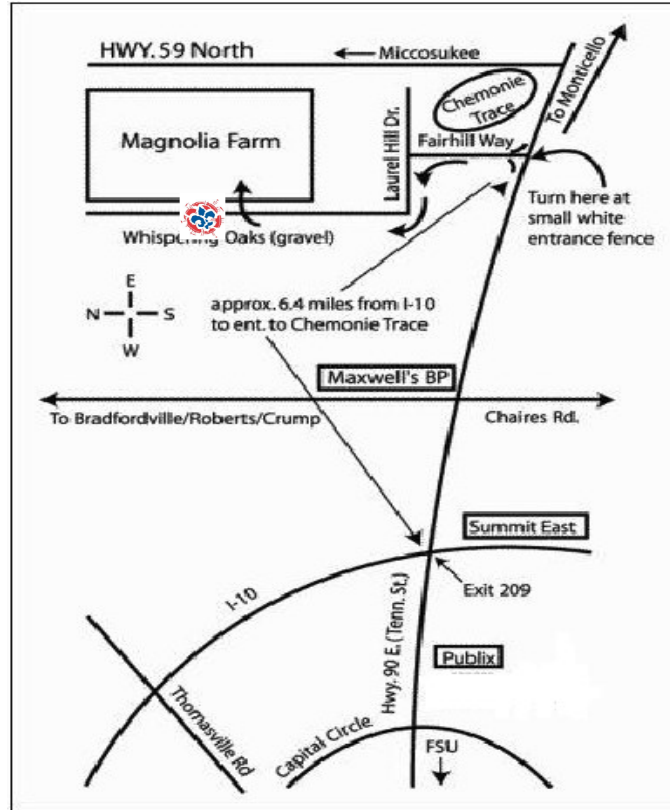 HWY. 59 North
Miccosukee
To Monticello
Chemonie
Trace
Magnolia Farm
Laurel Hill Dr.
Fairhill Way
Turn here at
small white
entrance fence
Whispering Oaks (gravel)
E
N
S
W
approx. 6.4 miles from I-10
to ent. to Chemonie Trace
Maxwell's BP
To Bradfordville/Roberts/Crump
Chaires Rd.
Summit East
I-10
Exit 209
Hwy. 90 E. (Tenn. St.)
Publix
Thomasville Rd
Capital Circle
FSU